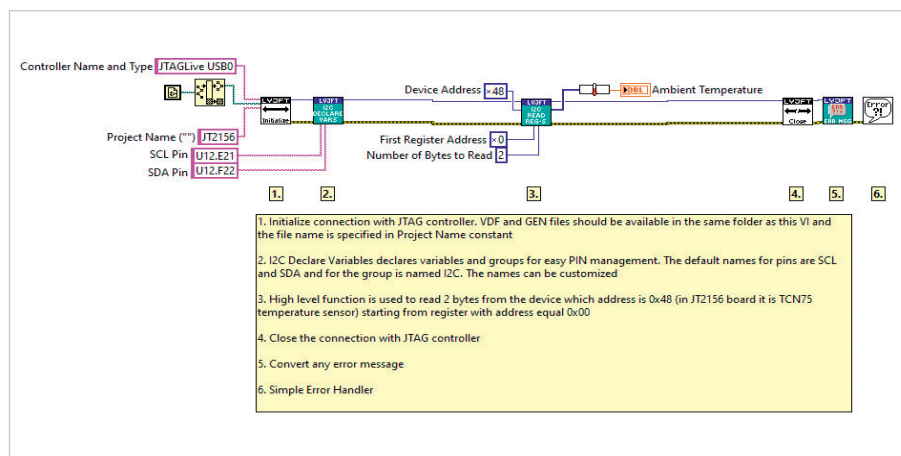 Controller Name and Type JTAGLive USB0
Project Name ("") JT2156
SCL Pin U12.E21
SDA Pin U12.F22
LVJFT
Initialize
LVJFT
I2C
DECLARE
VARS
Device Address ×48
First Register Address ×0
Number of Bytes to Read 2
LVJFT
I2C
READ
REG-S
DBL Ambient Temperature
LVJFT
Close
LVJFT
ERR MSG
Error
?!
1. 2. 3. 4. 5. 6.
1. Initialize connection with JTAG controller. VDF and GEN files should be available in the same folder as this VI and
the file name is specified in Project Name constant
2. I2C Declare Variables declares variables and groups for easy PIN management. The default names for pins are SCL
and SDA and for the group is named I2C. The names can be customized
3. High level function is used to read 2 bytes from the device which address is 0x48 (in JT2156 board it is TCN75
temperature sensor) starting from register with address equal 0x00
4. Close the connection with JTAG controller
5. Convert any error message
6. Simple Error Handler